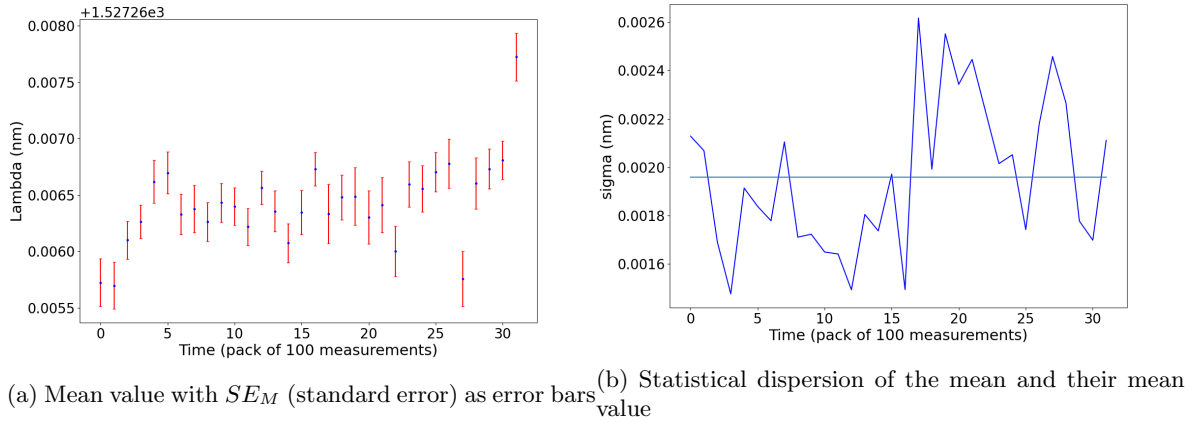 +1.52726e3
0.0080
0.0075
0.0070
0.0065
0.0060
0.0055
Lambda (nm)
0 5 10 15 20 25 30
Time (pack of 100 measurements)
(a) Mean value with SE_M (standard error) as error bars
0.0026
0.0024
0.0022
0.0020
0.0018
0.0016
sigma (nm)
0 5 10 15 20 25 30
Time (pack of 100 measurements)
(b) Statistical dispersion of the mean and their mean
value